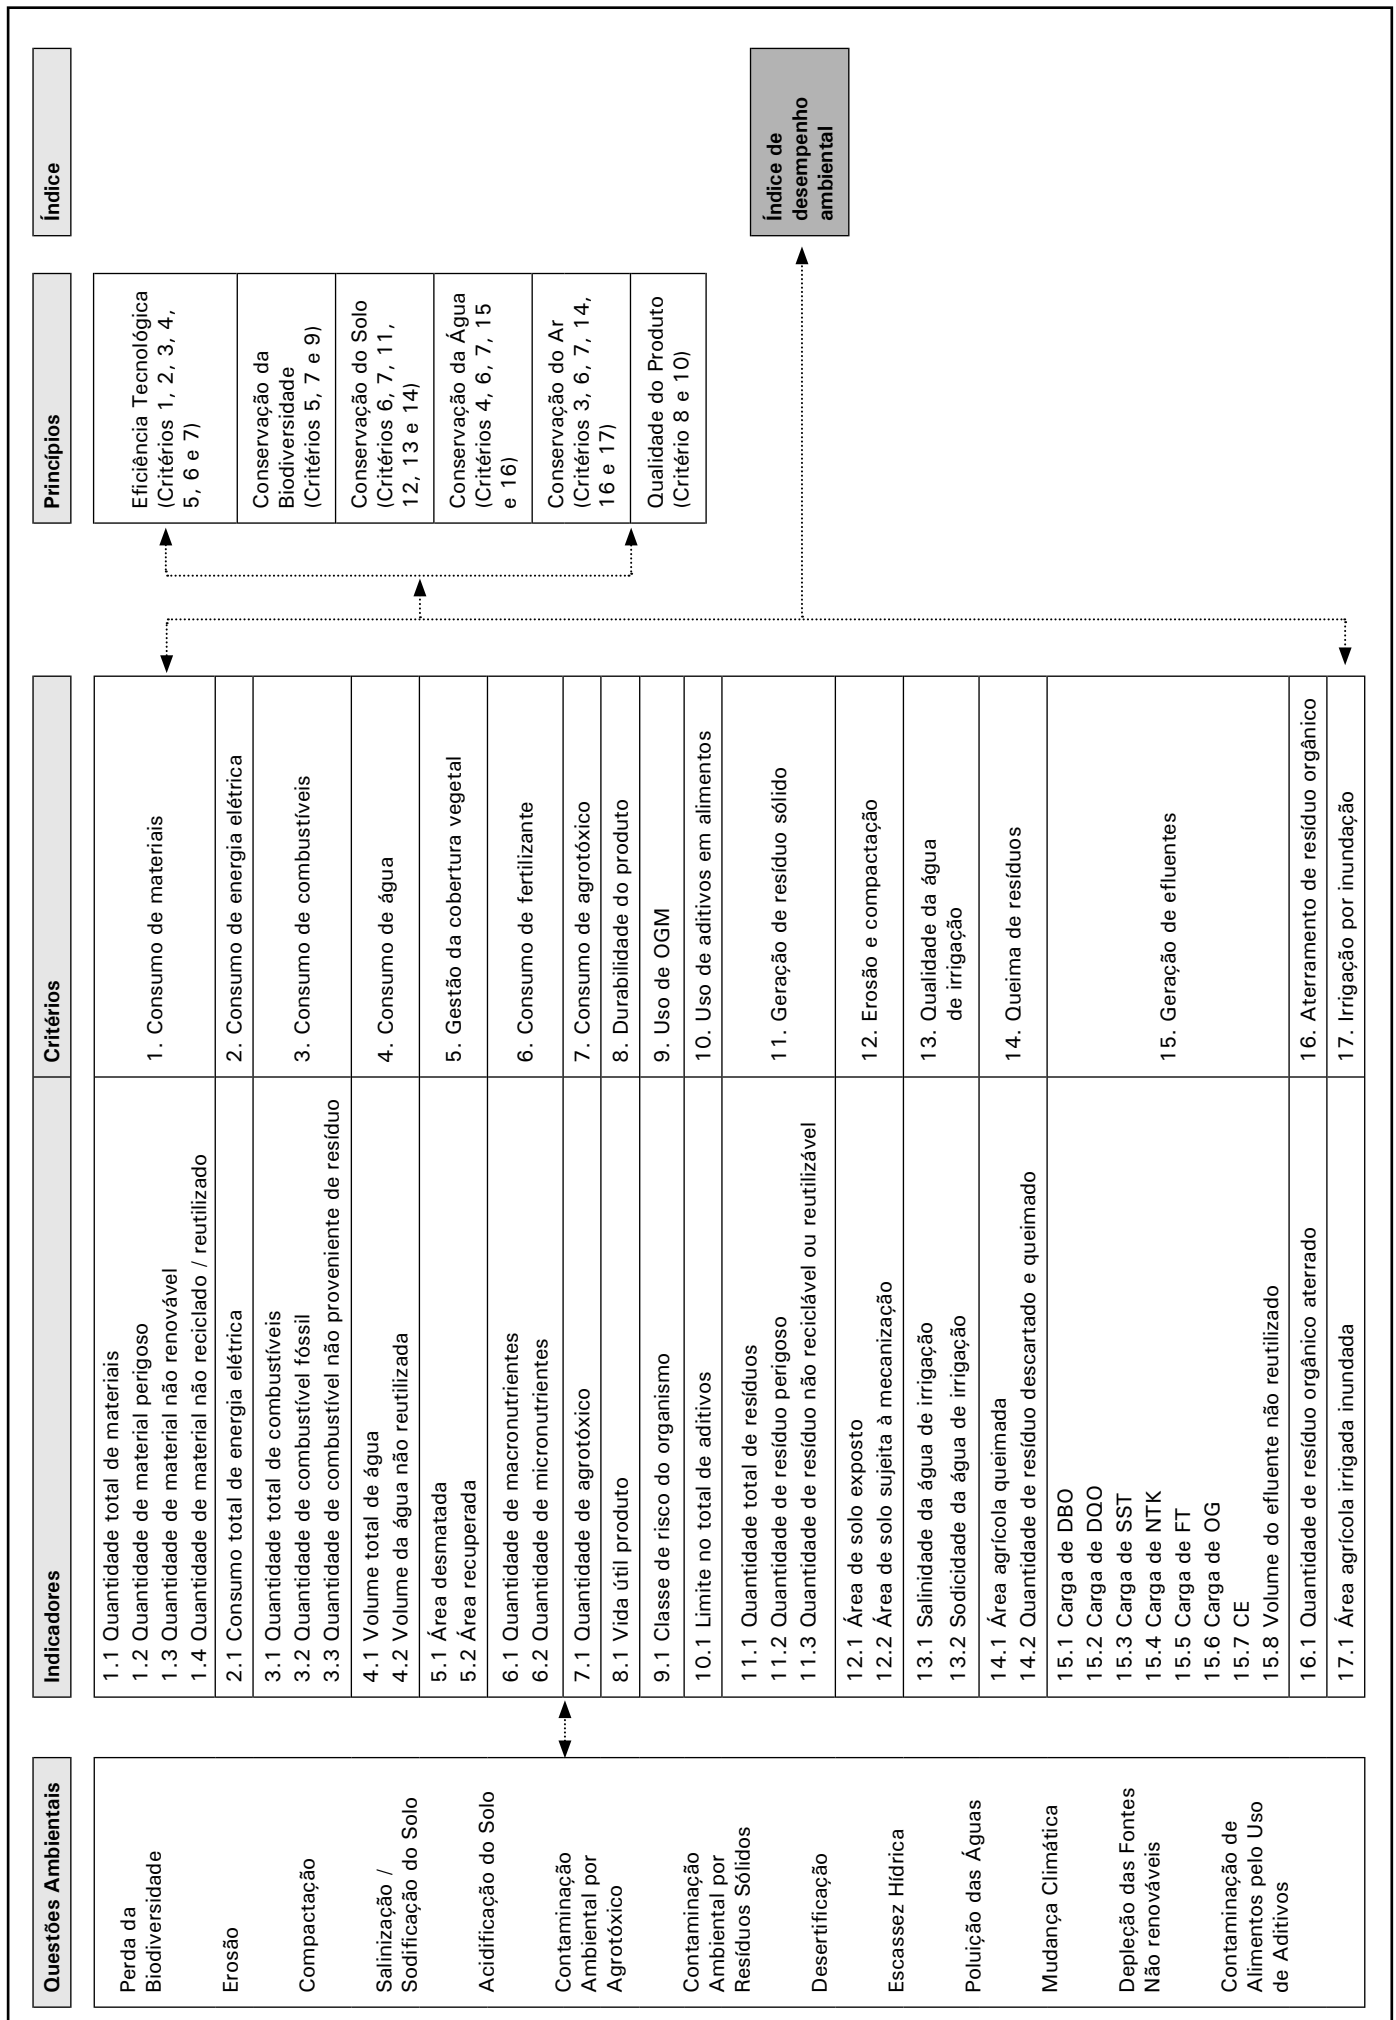 Questões Ambientais
Perda da
Biodiversidade
Erosão
Compactação
Salinização /
Sodificação do Solo
Acidificação do Solo
Contaminação
Ambiental por
Agrotóxico
Contaminação
Ambiental por
Resíduos Sólidos
Desertificação
Escassez Hídrica
Poluição das Águas
Mudança Climática
Depleção das Fontes
Não renováveis
Contaminação de
Alimentos pelo Uso
de Aditivos
Indicadores
1.1 Quantidade total de materiais
1.2 Quantidade de material perigoso
1.3 Quantidade de material não renovável
1.4 Quantidade de material não reciclado / reutilizado
2.1 Consumo total de energia elétrica
3.1 Quantidade total de combustíveis
3.2 Quantidade de combustível fóssil
3.3 Quantidade de combustível não proveniente de resíduo
4.1 Volume total de água
4.2 Volume da água não reutilizada
5.1 Área desmatada
5.2 Área recuperada
6.1 Quantidade de macronutrientes
6.2 Quantidade de micronutrientes
7.1 Quantidade de agrotóxico
8.1 Vida útil produto
9.1 Classe de risco do organismo
10.1 Limite no total de aditivos
11.1 Quantidade total de resíduos
11.2 Quantidade de resíduo perigoso
11.3 Quantidade de resíduo não reciclável ou reutilizável
12.1 Área de solo exposto
12.2 Área de solo sujeita à mecanização
13.1 Salinidade da água de irrigação
13.2 Sodicidade da água de irrigação
14.1 Área agrícola queimada
14.2 Quantidade de resíduo descartado e queimado
15.1 Carga de DBO
15.2 Carga de DQO
15.3 Carga de SST
15.4 Carga de NTK
15.5 Carga de FT
15.6 Carga de OG
15.7 CE
15.8 Volume do efluente não reutilizado
16.1 Quantidade de resíduo orgânico aterrado
17.1 Área agrícola irrigada inundada
Critérios
1. Consumo de materiais
2. Consumo de energia elétrica
3. Consumo de combustíveis
4. Consumo de água
5. Gestão da cobertura vegetal
6. Consumo de fertilizante
7. Consumo de agrotóxico
8. Durabilidade do produto
9. Uso de OGM
10. Uso de aditivos em alimentos
11. Geração de resíduo sólido
12. Erosão e compactação
13. Qualidade da água
de irrigação
14. Queima de resíduos
15. Geração de efluentes
16. Aterramento de resíduo orgânico
17. Irrigação por inundação
Princípios
Eficiência Tecnológica
(Critérios 1, 2, 3, 4,
5, 6 e 7)
Conservação da
Biodiversidade
(Critérios 5, 7 e 9)
Conservação do Solo
(Critérios 6, 7, 11,
12, 13 e 14)
Conservação da Água
(Critérios 4, 6, 7, 15
e 16)
Conservação do Ar
(Critérios 3, 6, 7, 14,
16 e 17)
Qualidade do Produto
(Critério 8 e 10)
Índice
Índice de
desempenho
ambiental